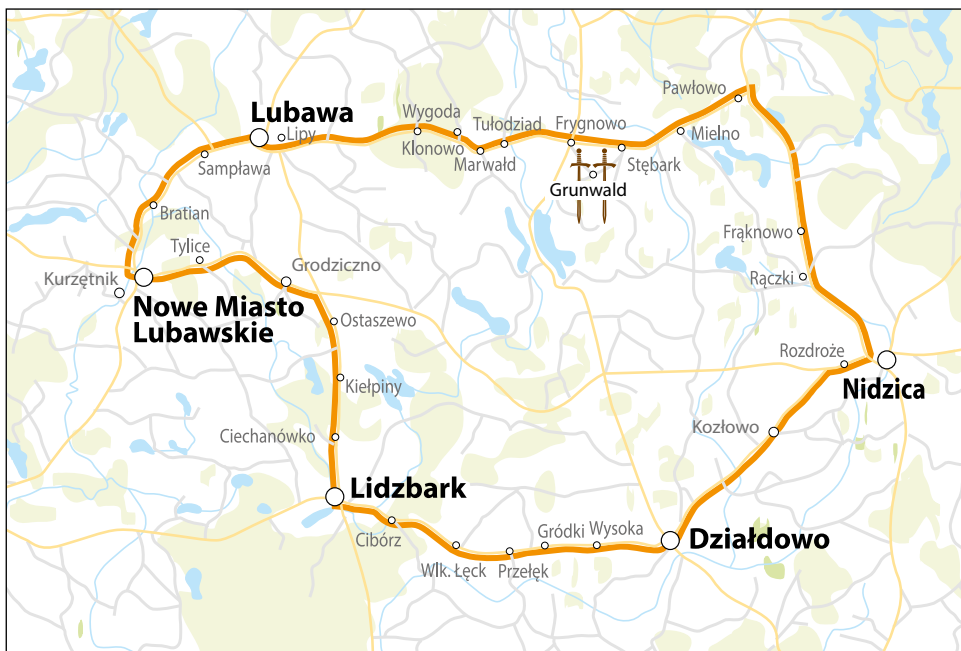 Pawłowo
Lubawa
Wygoda
Tułodziad
Frygnowo
Lipy
Mielno
Klonowo
Marwałd
Stębark
Sampława
Grunwald
Bratian
Frąknowo
Tylice
Kurzętnik
Grodziczno
Rączki
Nowe Miasto
Lubawskie
Ostaszewo
Rozdroże
Kiełpiny
Nidzica
Kozłowo
Ciechanówko
Lidzbark
Cibórz
Gródki
Wysoka
Działdowo
Wlk. Łęck
Przełęk